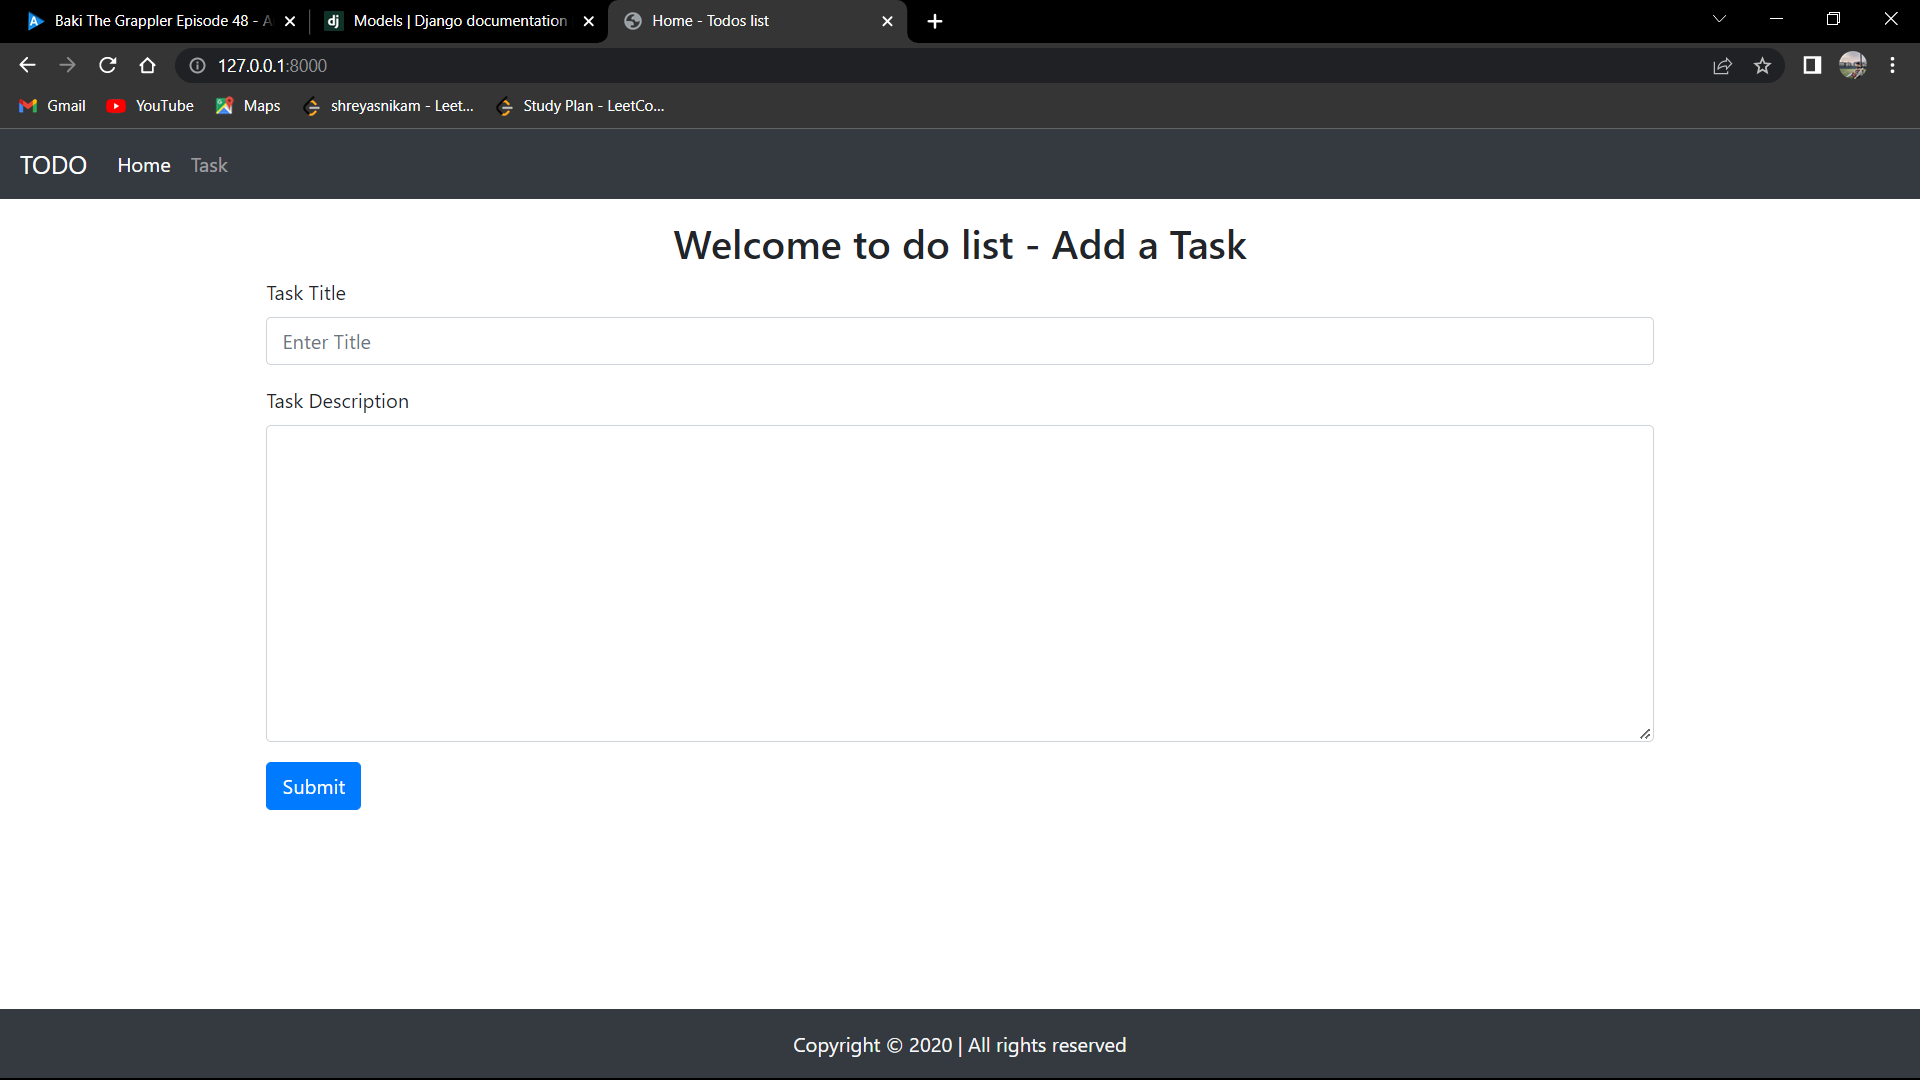 Baki The Grappler Episode 48 - A
dj Models | Django documentation
Home - Todos list
127.0.0.1:8000
Gmail YouTube Maps shreyasnikam - Leet... Study Plan - LeetCo...
TODO Home Task
Welcome to do list - Add a Task
Task Title
Enter Title
Task Description
Submit
Copyright © 2020 | All rights reserved